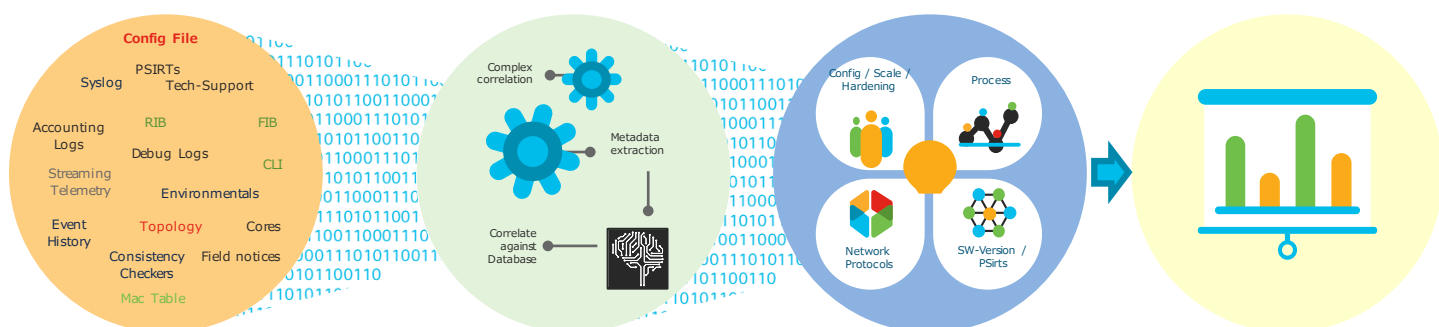 Config File
PSIRTs
Syslog
Tech-Support
RIB
FIB
Accounting
Logs
Debug Logs
CLI
Streaming
Telemetry
Environmentals
Event
History
Topology
Cores
Consistency
Checkers
Field notices
Mac Table
Complex
correlation
Metadata
extraction
Correlate
against
Database
Config / Scale /
Hardening
Process
Network
Protocols
SW-Version /
PSirts